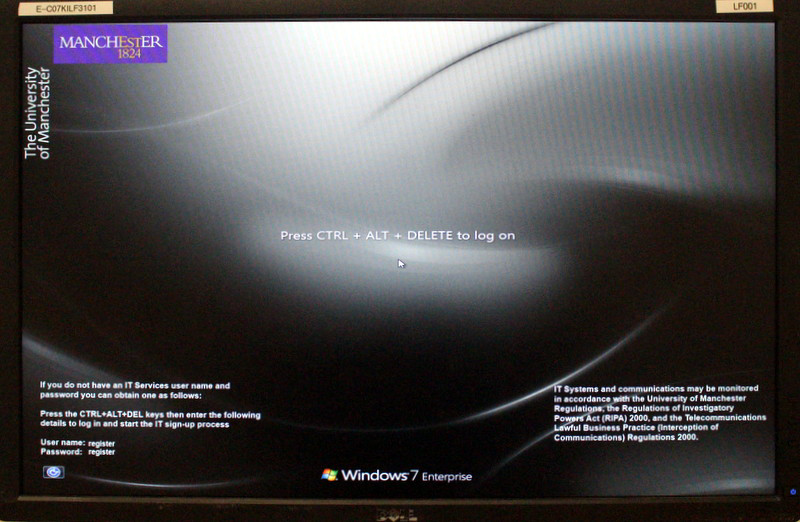 E-C07KILF3101
LF001
MANCHEsTER
1824
The University
of Manchester
Press CTRL + ALT + DELETE to log on
If you do not have an IT Services user name and
password you can obtain one as follows:
Press the CTRL+ALT+DEL keys then enter the following
details to log in and start the IT sign-up process
User name: register
Password: register
IT Systems and communications may be monitored
in accordance with the University of Manchester
Regulations, the Regulations of Investigatory
Powers Act (RIPA) 2000, and the Telecommunications
Lawful Business Practice (Interception of
Communications) Regulations 2000.
Windows 7 Enterprise
DELL